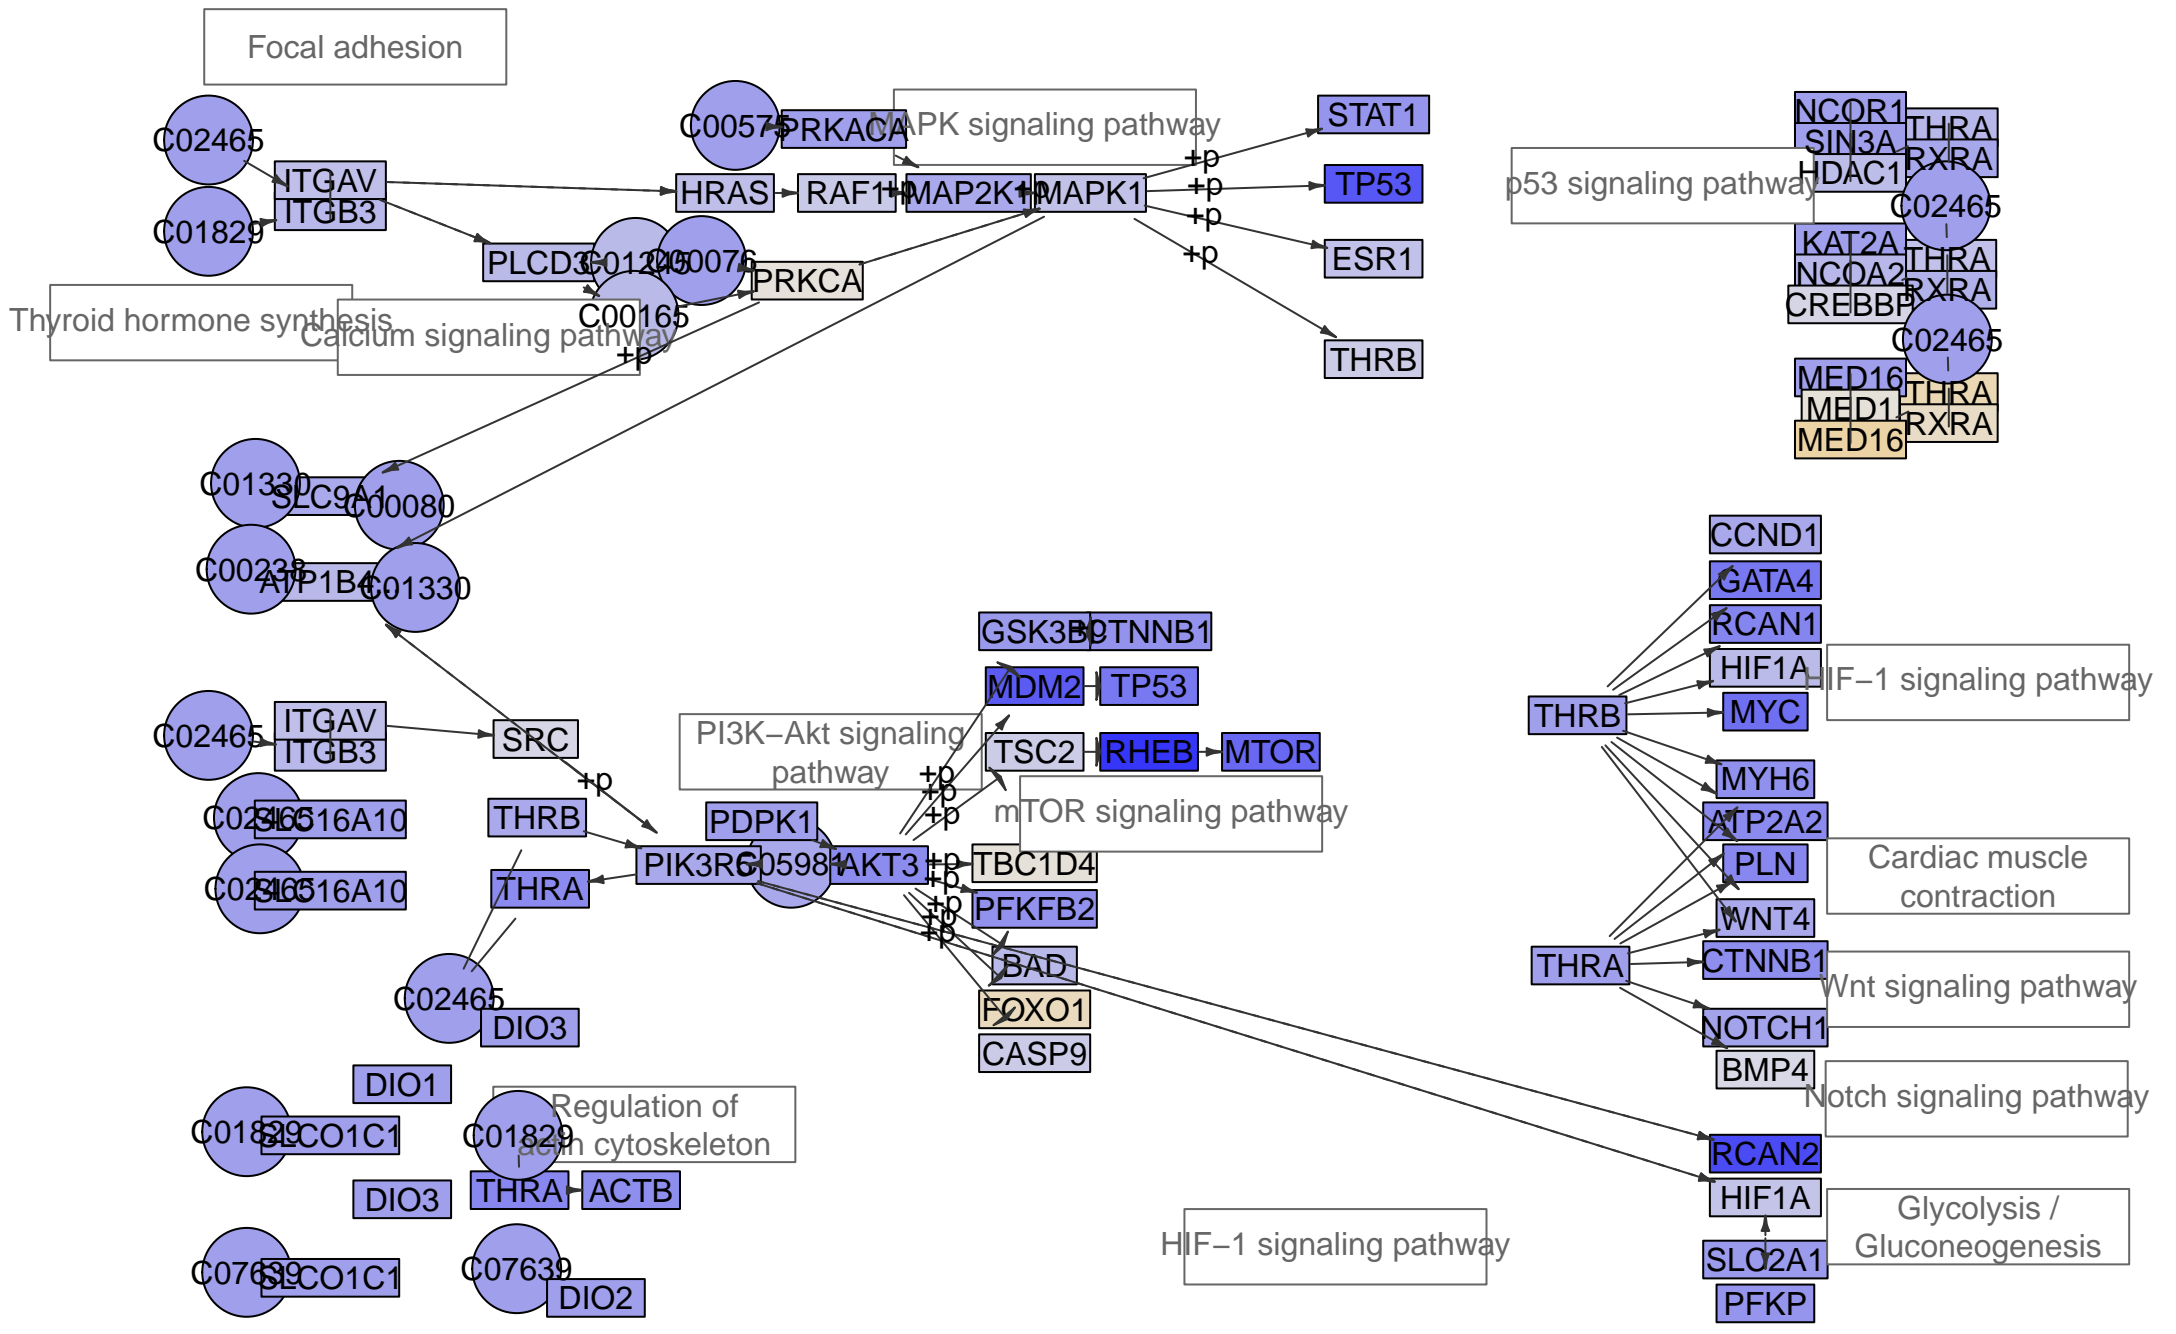 Focal adhesion
C02465
C01829
ITGAV
ITGB3
C00575
PRKACA
MAPK signaling pathway
HRAS
RAF1
+p
MAP2K1
+p
MAPK1
+p
+p
+p
+p
STAT1
TP53
ESR1
THRB
PLCD3
C01245
C00076
C00165
PRKCA
Thyroid hormone synthesis
Calcium signaling pathway
+p
p53 signaling pathway
NCOR1
SIN3A
HDAC1
THRA
RXRA
C02465
KAT2A
NCOA2
CREBBP
THRA
RXRA
C02465
MED16
MED1
MED16
THRA
RXRA
C01330
SLC9A1
C00080
C00238
ATP1B4..
C01330
C02465
ITGAV
ITGB3
SRC
+p
C02465
SLC16A10
C02465
SLC16A10
THRB
THRA
C02465
DIO3
PI3K−Akt signaling
pathway
PDPK1
PIK3R6
C05981
AKT3
+p
+p
+p
+p
+p
+p
+p
+p
GSK3B
+p
CTNNB1
MDM2
TP53
TSC2
RHEB
MTOR
mTOR signaling pathway
TBC1D4
PFKFB2
BAD
FOXO1
CASP9
CCND1
GATA4
RCAN1
HIF1A
HIF−1 signaling pathway
THRB
MYC
MYH6
ATP2A2
PLN
Cardiac muscle
contraction
WNT4
THRA
CTNNB1
Wnt signaling pathway
NOTCH1
BMP4
Notch signaling pathway
DIO1
C01829
SLCO1C1
DIO3
C07639
SLCO1C1
Regulation of
actin cytoskeleton
C01829
THRA
ACTB
C07639
DIO2
HIF−1 signaling pathway
RCAN2
HIF1A
Glycolysis /
Gluconeogenesis
SLC2A1
PFKP